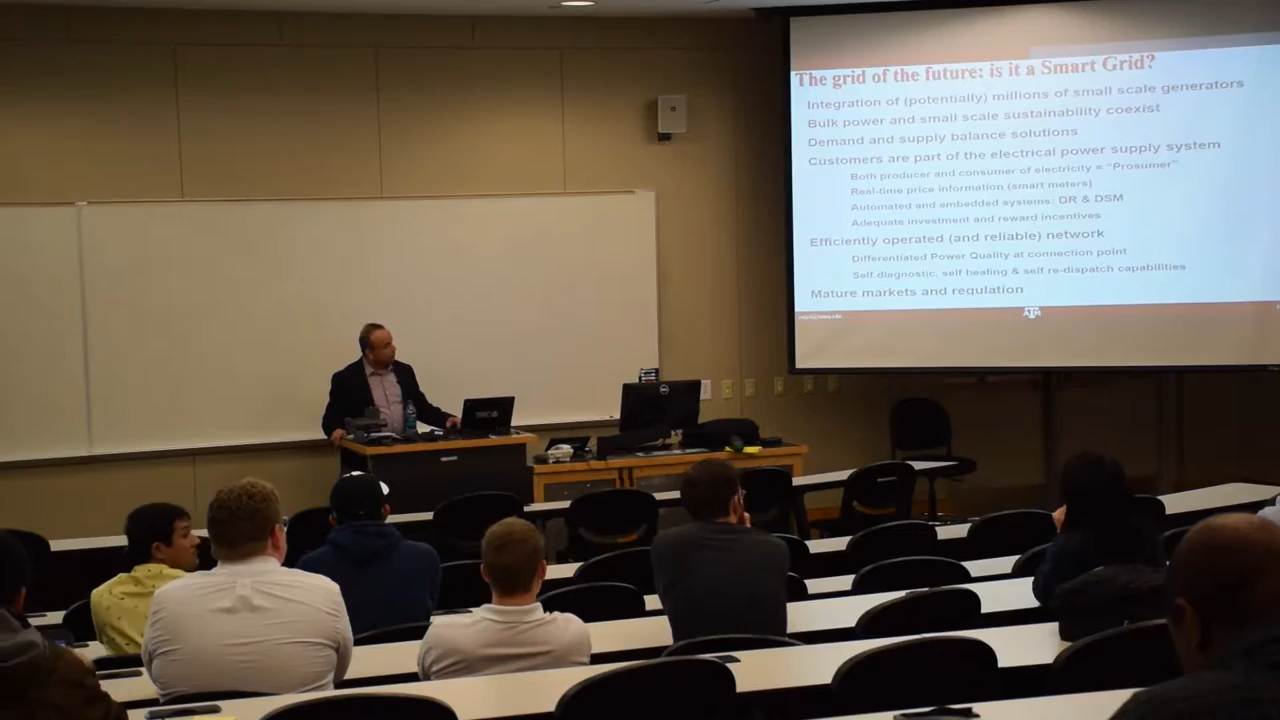 The grid of the future: is it a Smart Grid?
Integration of (potentially) millions of small scale generators
Bulk power and small scale sustainability coexist
Demand and supply balance solutions
Customers are part of the electrical power supply system
Both producer and consumer of electricity = "Prosumer"
Real-time price information (smart meters)
Automated and embedded systems: DR & DSM
Adequate investment and reward incentives
Efficiently operated (and reliable) network
Differentiated Power Quality at connection point
Self diagnostic, self healing & self re-dispatch capabilities
Mature markets and regulation
ATM
DELL